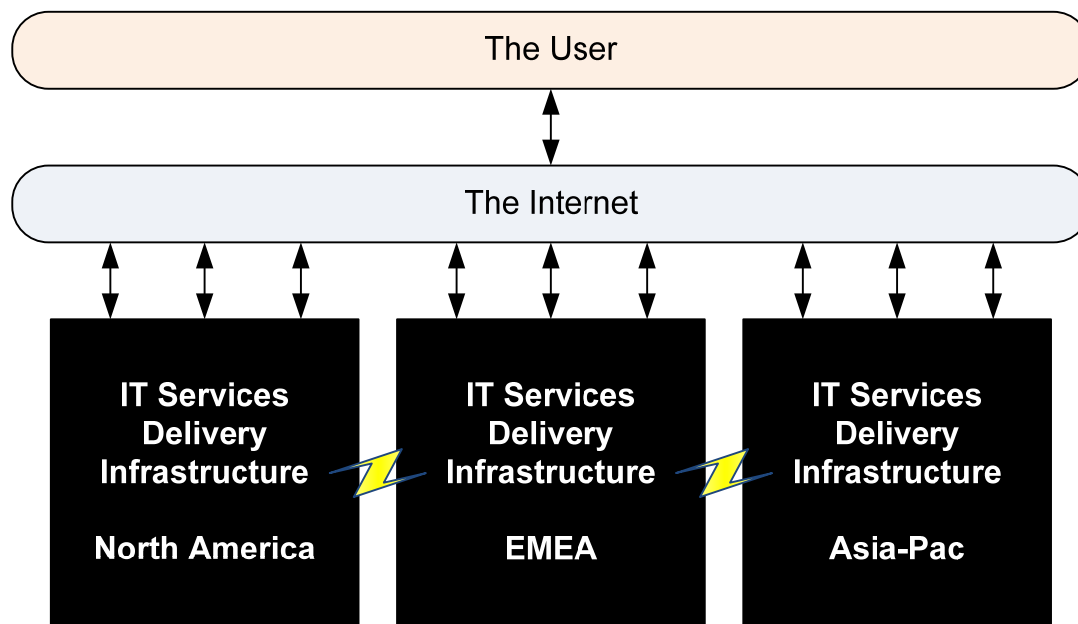 The User
The Internet
IT Services
Delivery
Infrastructure
North America
IT Services
Delivery
Infrastructure
EMEA
IT Services
Delivery
Infrastructure
Asia-Pac